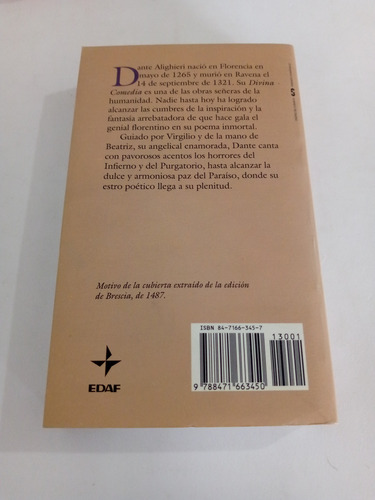 Dante Alighieri nació en Florencia en
mayo de 1265 y murió en Ravena el
14 de septiembre de 1321. Su Divina
Comedia es una de las obras señeras de la
humanidad. Nadie hasta hoy ha logrado
alcanzar las cumbres de la inspiración y la
fantasía arrebatadora de que hace gala el
genial florentino en su poema inmortal.
Guiado por Virgilio y de la mano de
Beatriz, su angelical enamorada, Dante canta
con pavorosos acentos los horrores del
Infierno y del Purgatorio, hasta alcanzar la
dulce y armoniosa paz del Paraíso, donde su
estro poético llega a su plenitud.
Motivo de la cubierta extraído de la edición
de Brescia, de 1487.
EDAF
ISBN 84-7166-345-7
13001
9 788471 663450
S